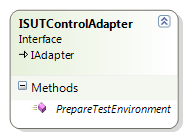 ISUTControlAdapter
Interface
IAdapter
Methods
PrepareTestEnvironment